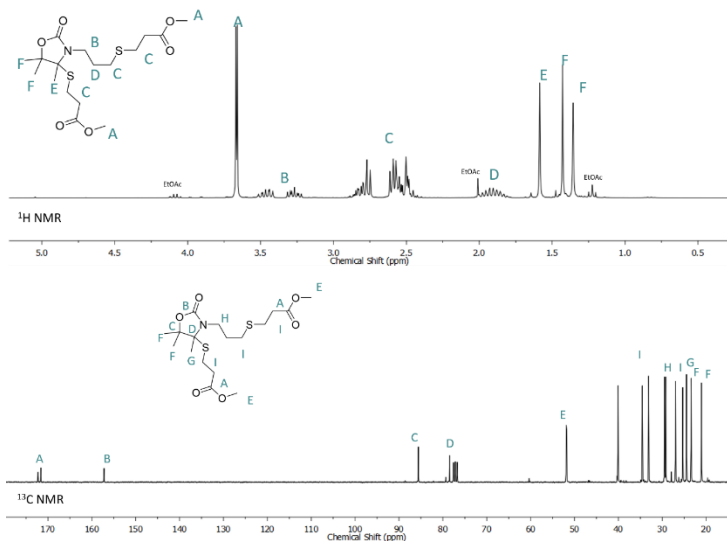 O
O
A
O
A
O
N
B
S
O
F
D
C
C
F
S
E
C
O
O
A
A
EtOAc
B
C
EtOAc
D
E
F
F
EtOAc
¹H NMR
5.0 4.5 4.0 3.5 3.0 2.5 2.0 1.5 1.0 0.5
Chemical Shift (ppm)
B
O
O
E
A
O
O
C
D
N
H
S
O
F
F
S
I
I
G
I
A
O
O
E
A
B
C
D
E
I
H
I
G
F
F
¹³C NMR
170 160 150 140 130 120 110 100 90 80 70 60 50 40 30 20
Chemical Shift (ppm)